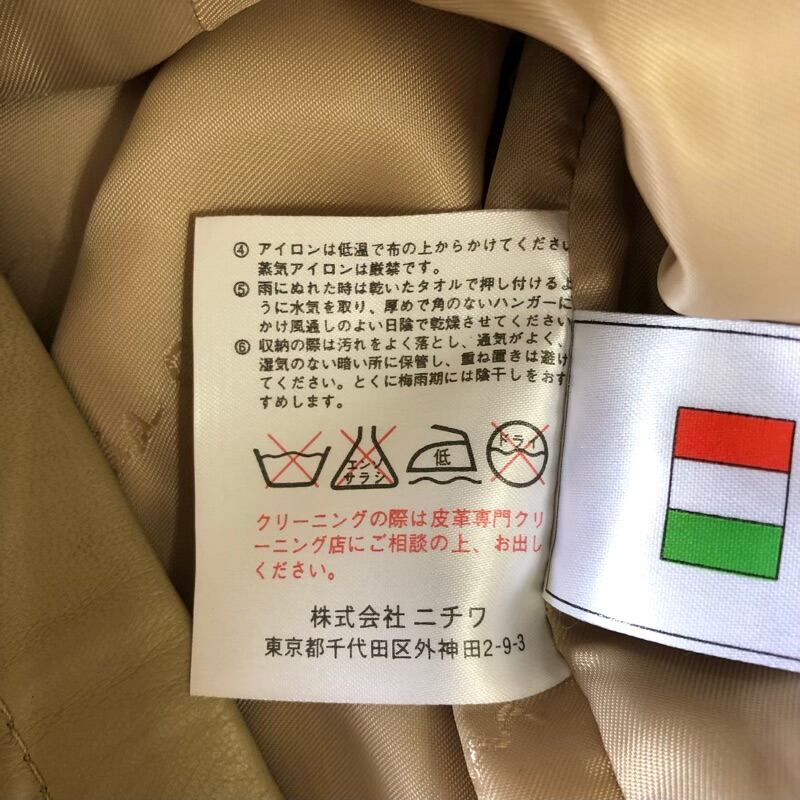 ④ アイロンは低温で布の上からかけてください
蒸気アイロンは厳禁です。
⑤ 雨にぬれた時は乾いたタオルで押し付けるよ
うに水気を取り、厚めで角のないハンガーに
かけ風通しのよい日陰で乾燥させてください
⑥ 収納の際は汚れをよく落とし、通気がよく、
湿気のない暗い所に保管し、重ね置きは避け
てください。とくに梅雨期には陰干しをおす
すめします。
エンソ
サラシ
低
ドライ
クリーニングの際は皮革専門クリ
ーニング店にご相談の上、お出し
ください。
株式会社 ニチワ
東京都千代田区外神田2-9-3